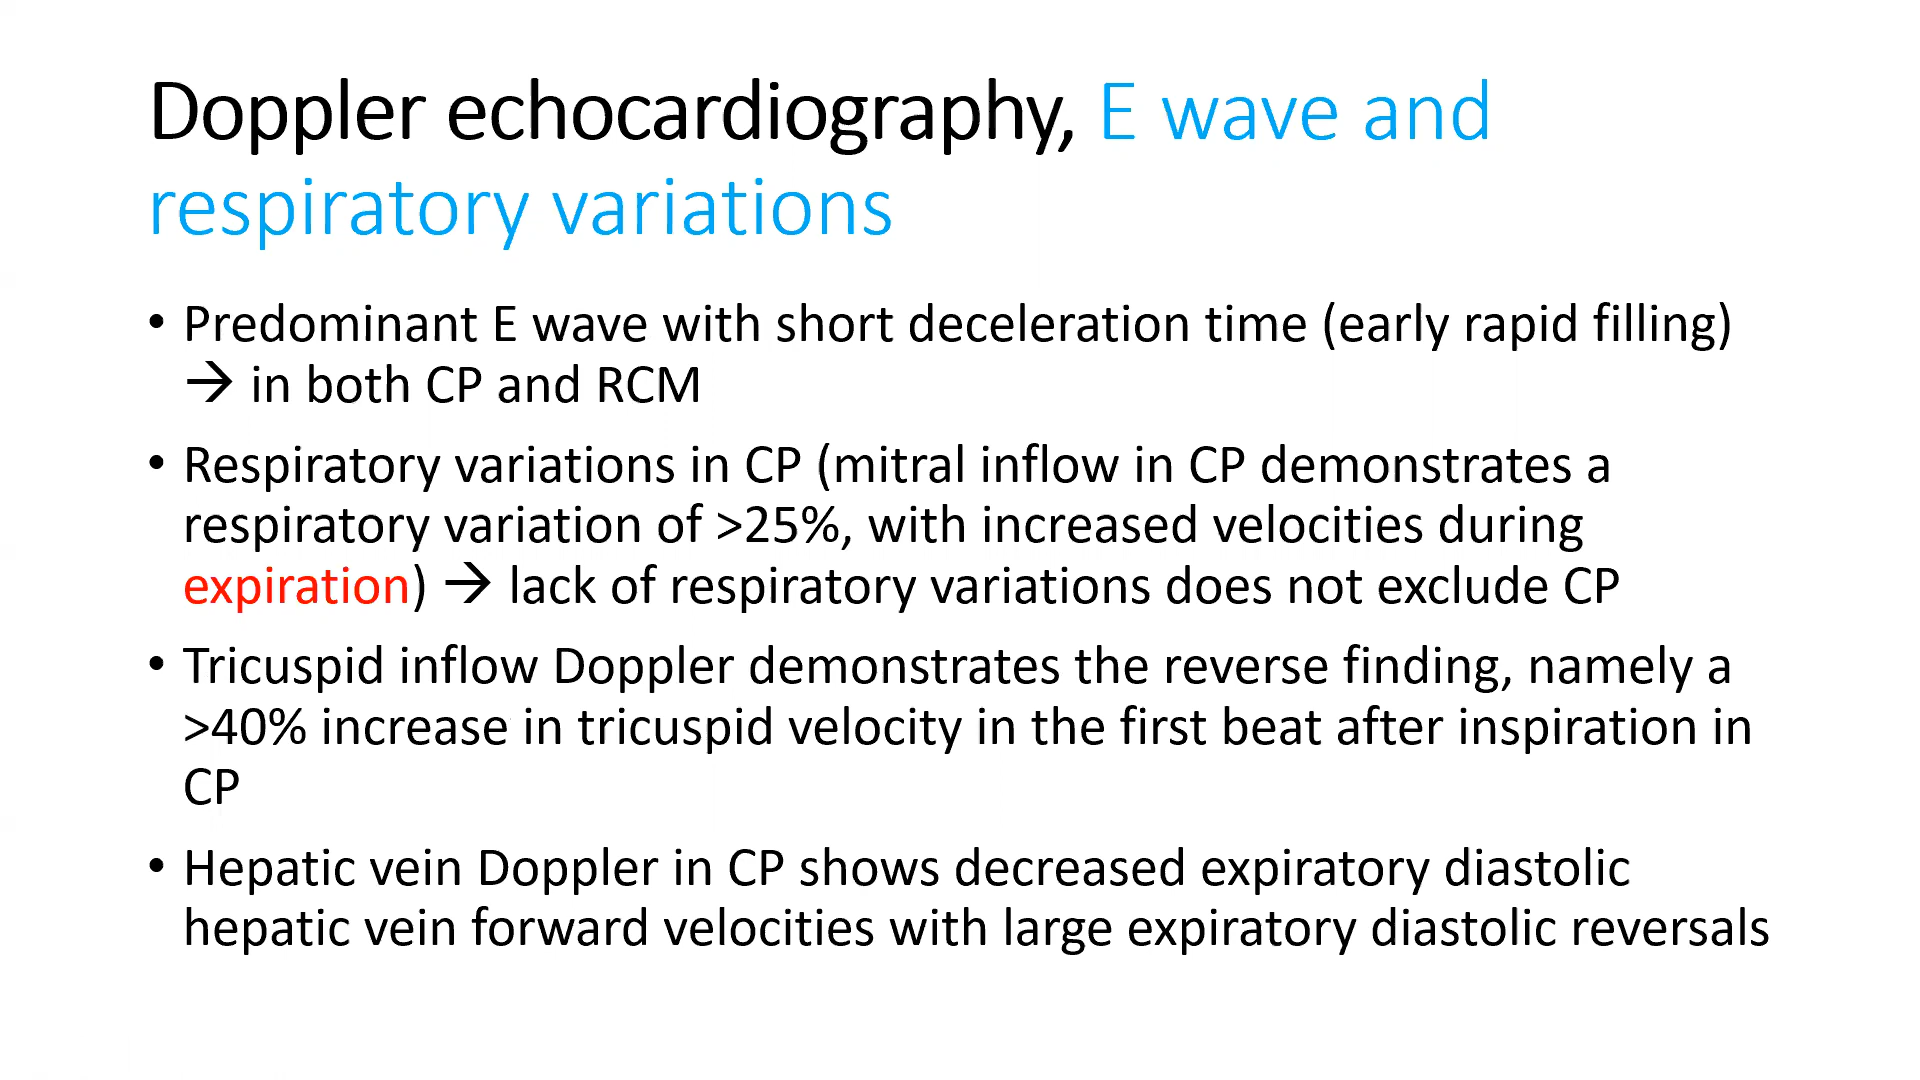 Doppler echocardiography, E wave and
respiratory variations
• Predominant E wave with short deceleration time (early rapid filling)
→ in both CP and RCM
• Respiratory variations in CP (mitral inflow in CP demonstrates a
respiratory variation of >25%, with increased velocities during
expiration) → lack of respiratory variations does not exclude CP
• Tricuspid inflow Doppler demonstrates the reverse finding, namely a
>40% increase in tricuspid velocity in the first beat after inspiration in
CP
• Hepatic vein Doppler in CP shows decreased expiratory diastolic
hepatic vein forward velocities with large expiratory diastolic reversals